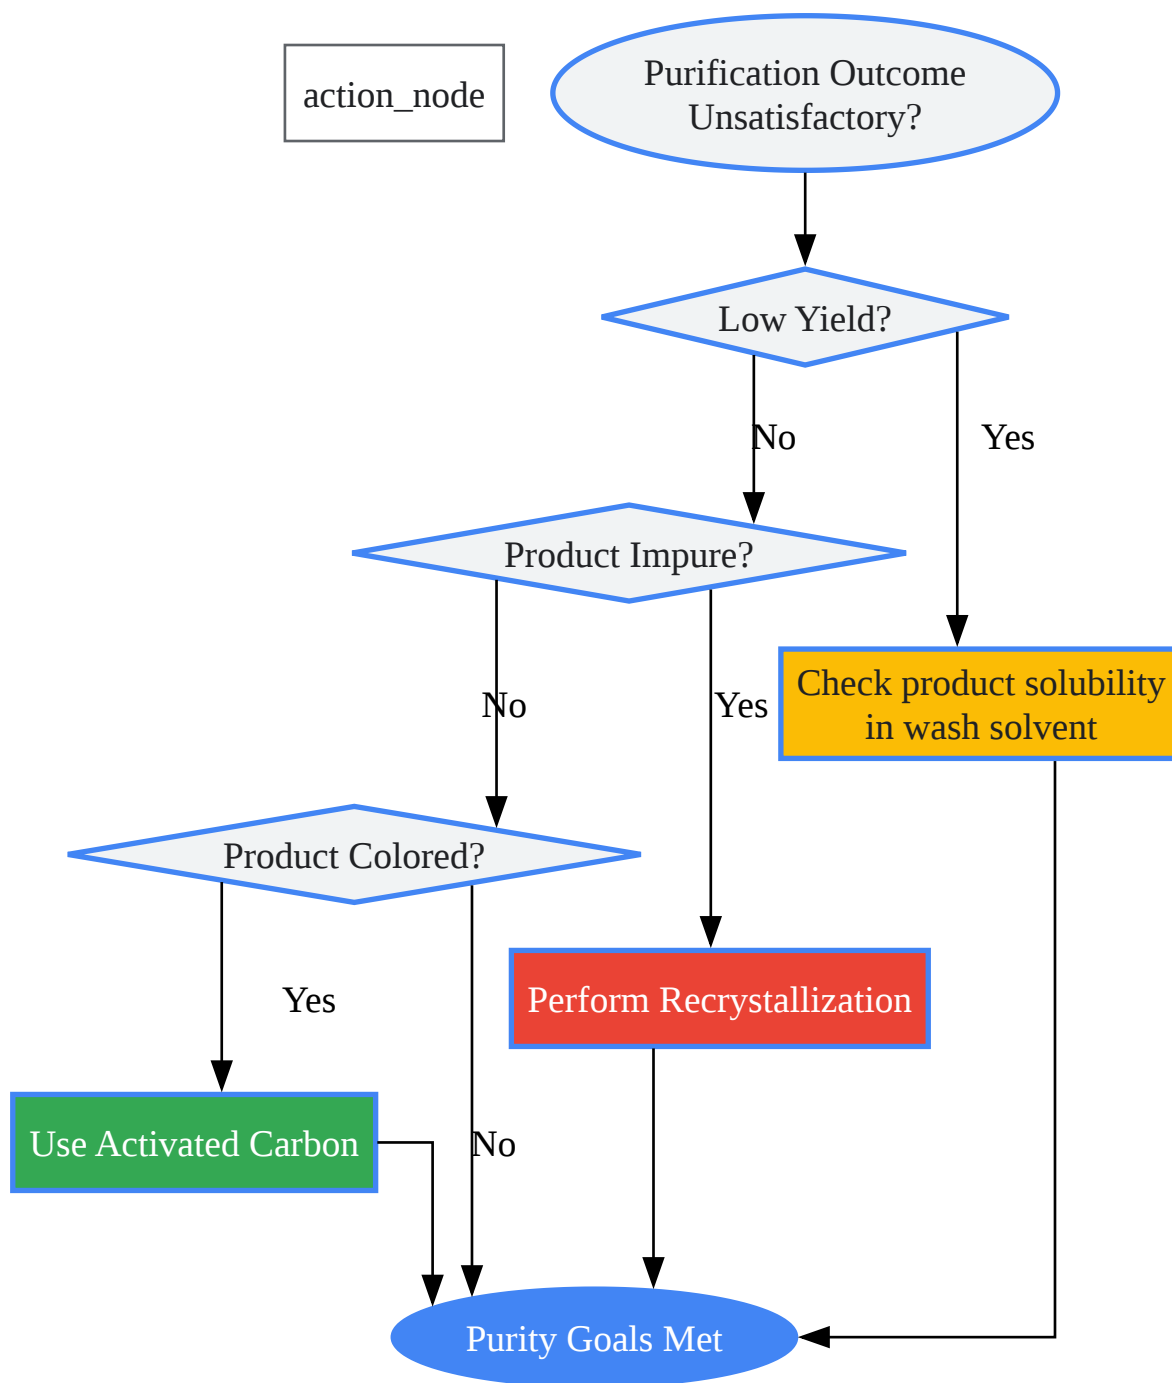 action_node
Purification Outcome
Unsatisfactory?
Low Yield?
No
Yes
Product Impure?
No
Yes
Check product solubility
in wash solvent
Product Colored?
Yes
Perform Recrystallization
Use Activated Carbon
No
Purity Goals Met